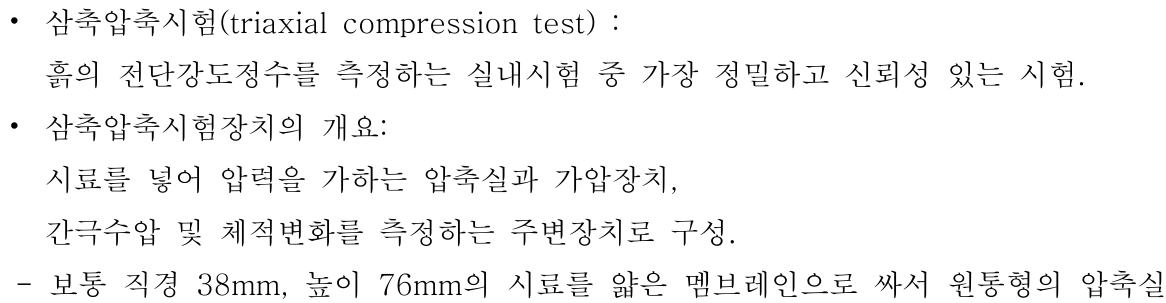 • 삼축압축시험(triaxial compression test) :
흙의 전단강도정수를 측정하는 실내시험 중 가장 정밀하고 신뢰성 있는 시험.
• 삼축압축시험장치의 개요:
시료를 넣어 압력을 가하는 압축실과 가압장치,
간극수압 및 체적변화를 측정하는 주변장치로 구성.
- 보통 직경 38mm, 높이 76mm의 시료를 얇은 멤브레인으로 싸서 원통형의 압축실